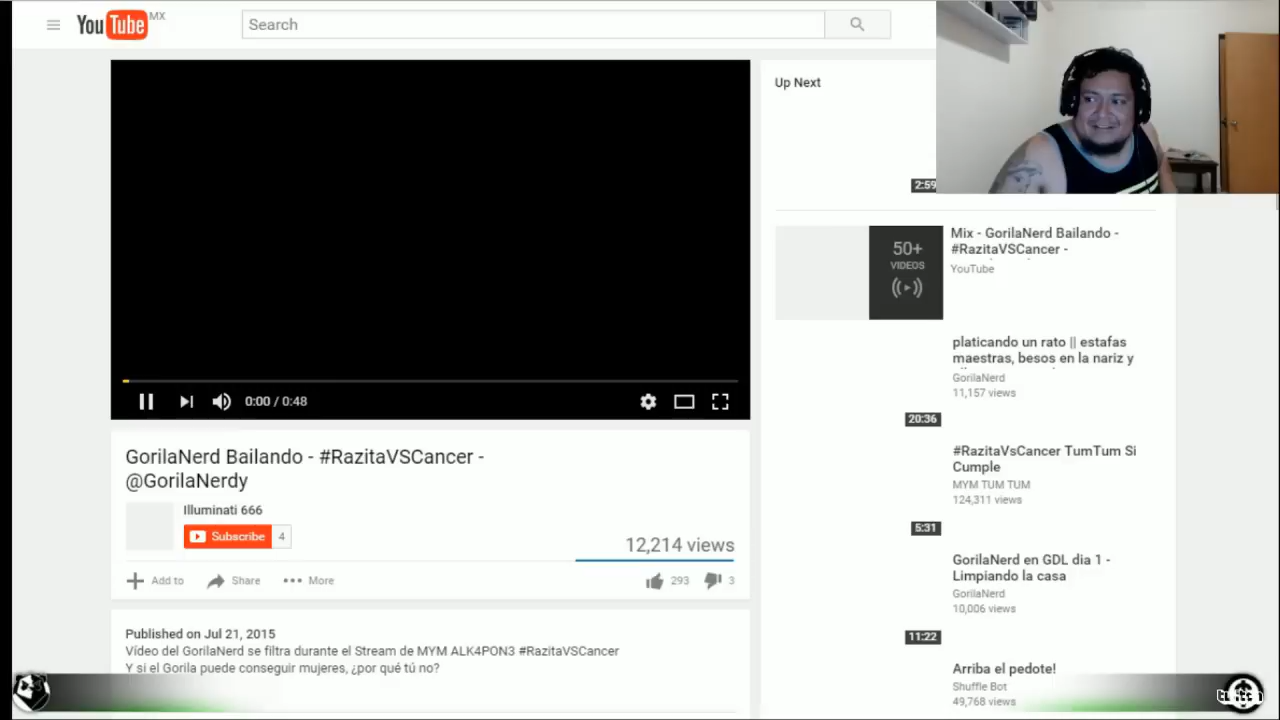 YouTube MX
Search
Up Next
2:59
50+
VIDEOS
Mix - GorilaNerd Bailando -
#RazitaVSCancer -
YouTube
platicando un rato || estafas
maestras, besos en la nariz y
GorilaNerd
11,157 views
20:36
#RazitaVsCancer TumTum Si
Cumple
MYM TUM TUM
124,311 views
5:31
GorilaNerd en GDL dia 1 -
Limpiando la casa
GorilaNerd
10,006 views
11:22
Arriba el pedote!
Shuffle Bot
49,768 views
0:00 / 0:48
GorilaNerd Bailando - #RazitaVSCancer -
@GorilaNerdy
Illuminati 666
Subscribe 4
12,214 views
Add to Share More 293 3
Published on Jul 21, 2015
Vídeo del GorilaNerd se filtra durante el Stream de MYM ALK4PON3 #RazitaVSCancer
Y si el Gorila puede conseguir mujeres, ¿por qué tú no?
twitch